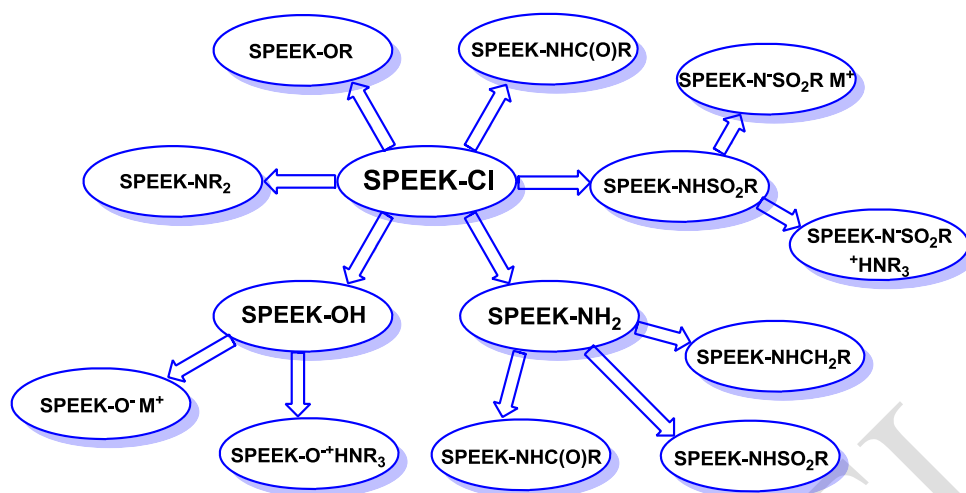 SPEEK-OR
SPEEK-NHC(O)R
SPEEK-N⁻SO₂R M⁺
SPEEK-NR₂
SPEEK-Cl
SPEEK-NHSO₂R
SPEEK-N⁻SO₂R
⁺HNR₃
SPEEK-OH
SPEEK-NH₂
SPEEK-NHCH₂R
SPEEK-O⁻ M⁺
SPEEK-O⁻⁺HNR₃
SPEEK-NHC(O)R
SPEEK-NHSO₂R